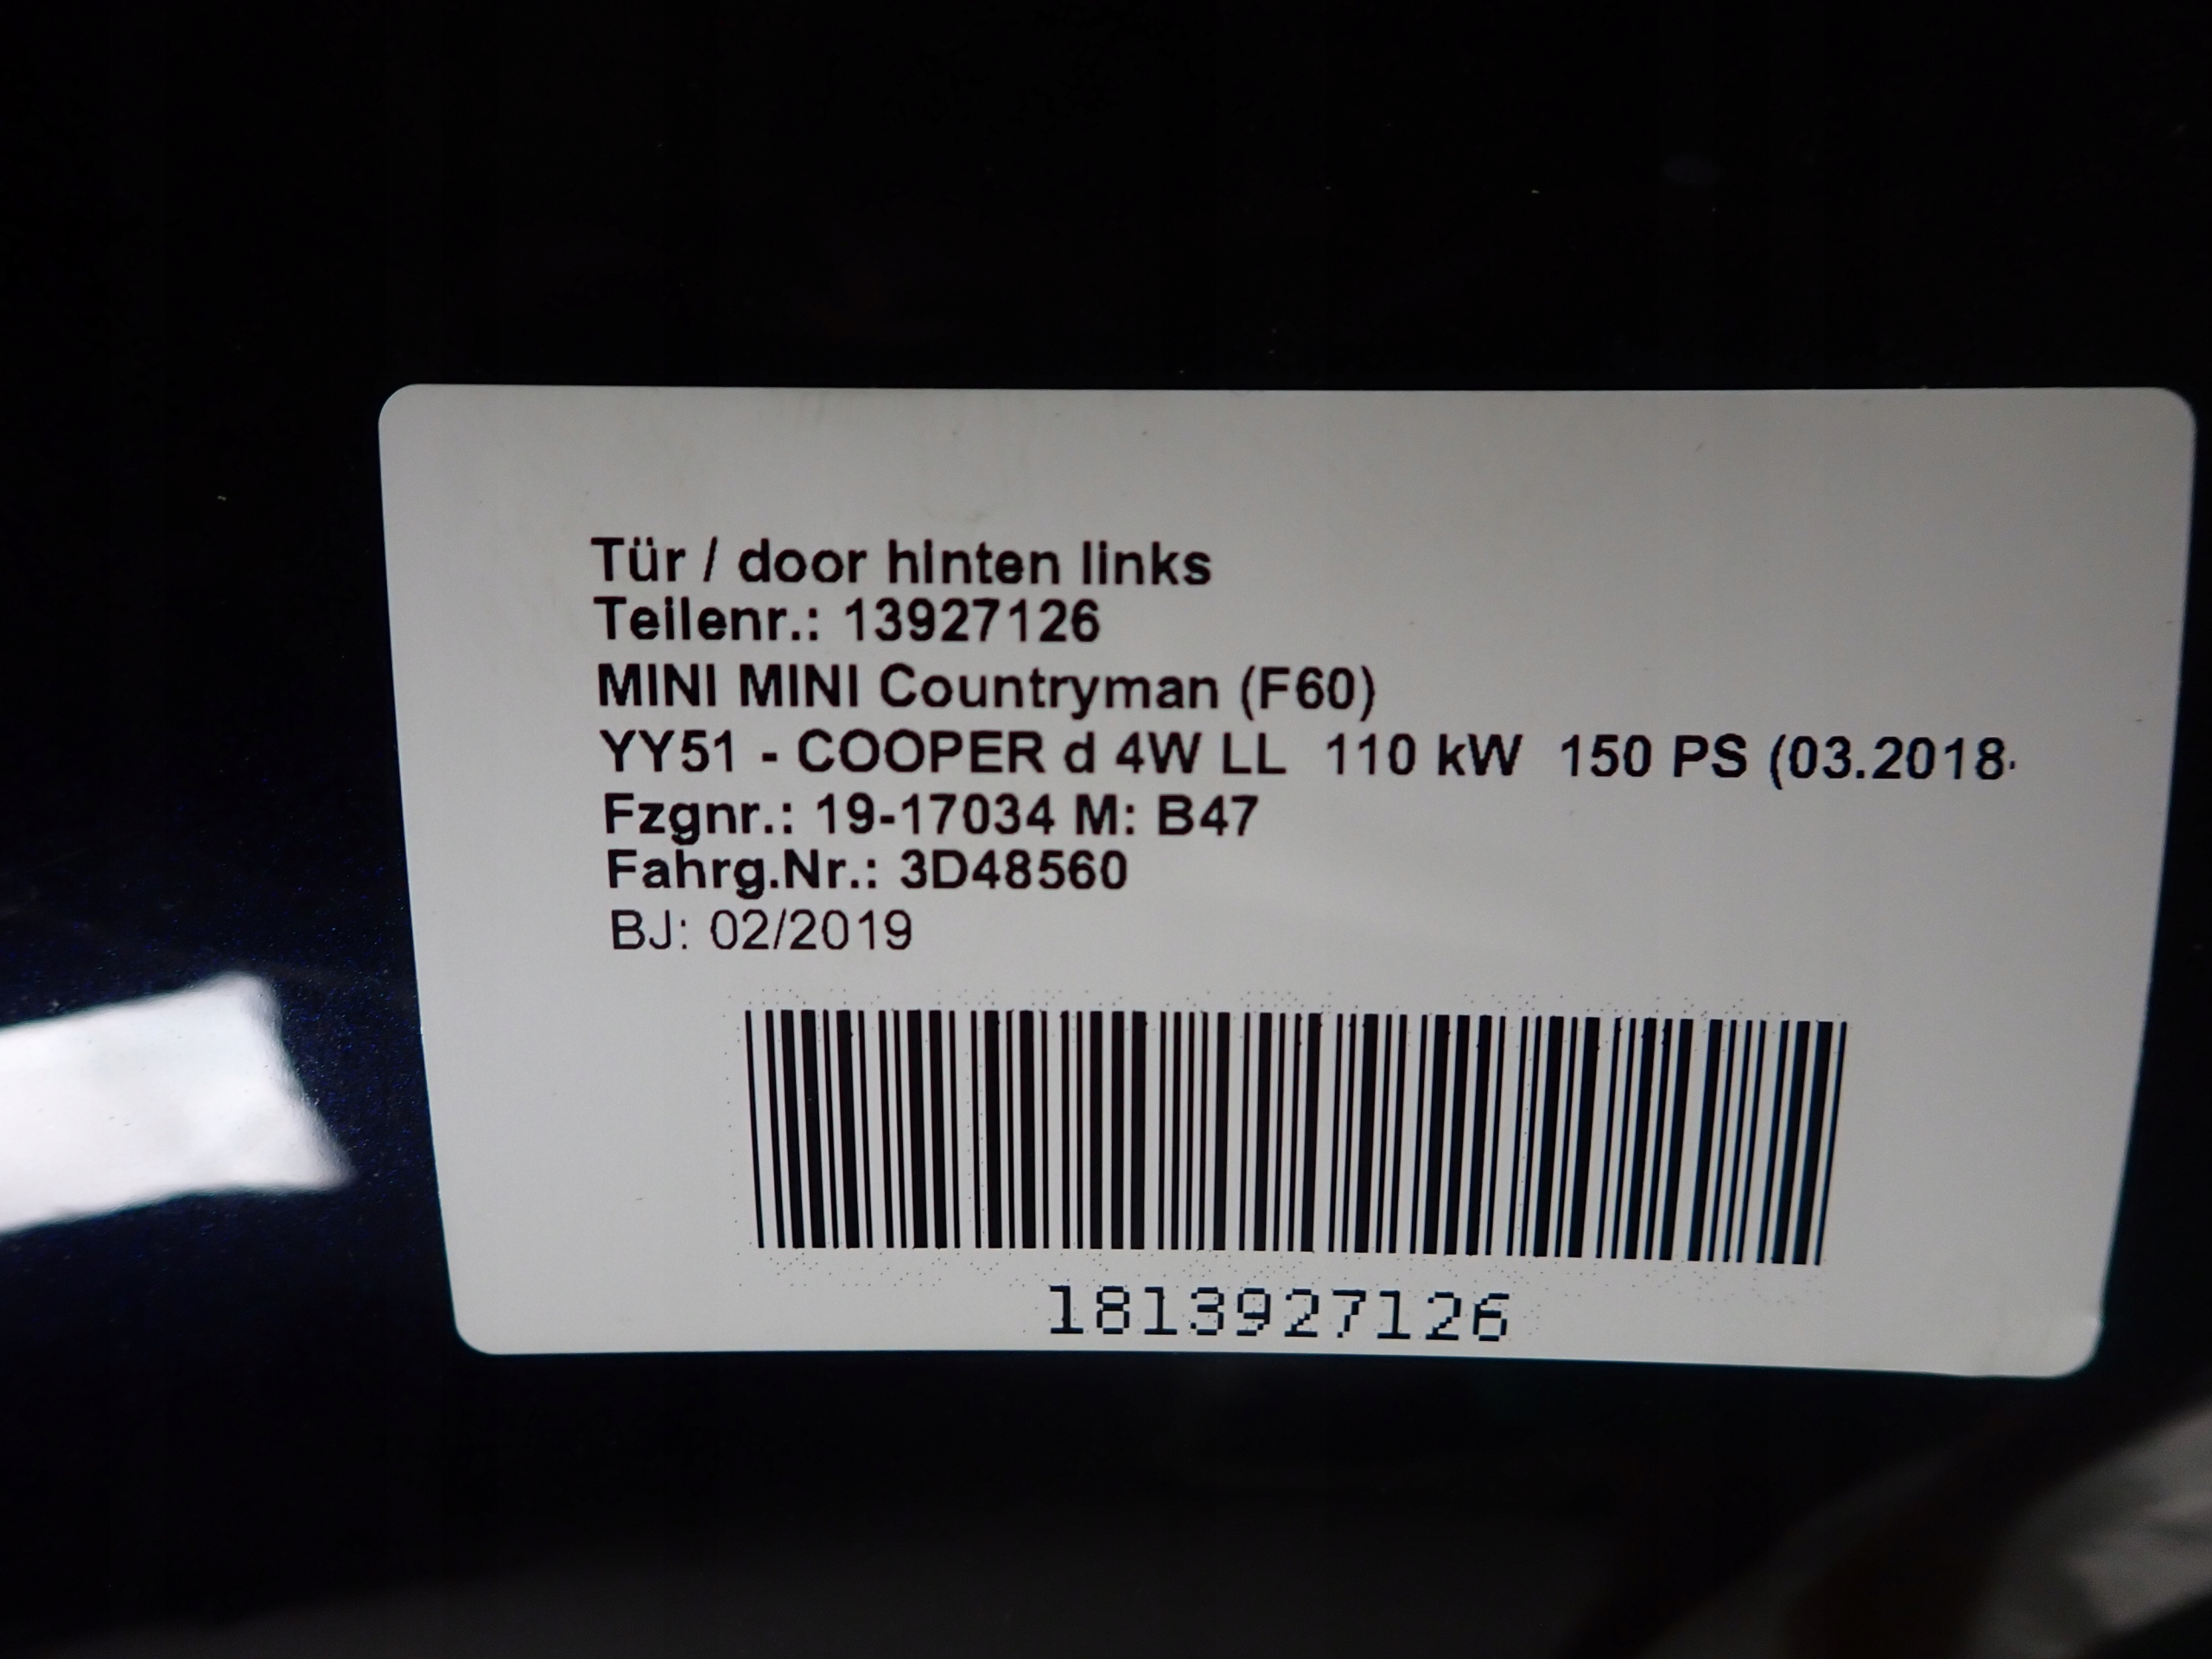 Tür / door hinten links
Teilenr.: 13927126
MINI MINI Countryman (F60)
YY51 - COOPER d 4W LL 110 kW 150 PS (03.2018-
Fzgnr.: 19-17034 M: B47
Fahrg.Nr.: 3D48560
BJ: 02/2019
1813927126